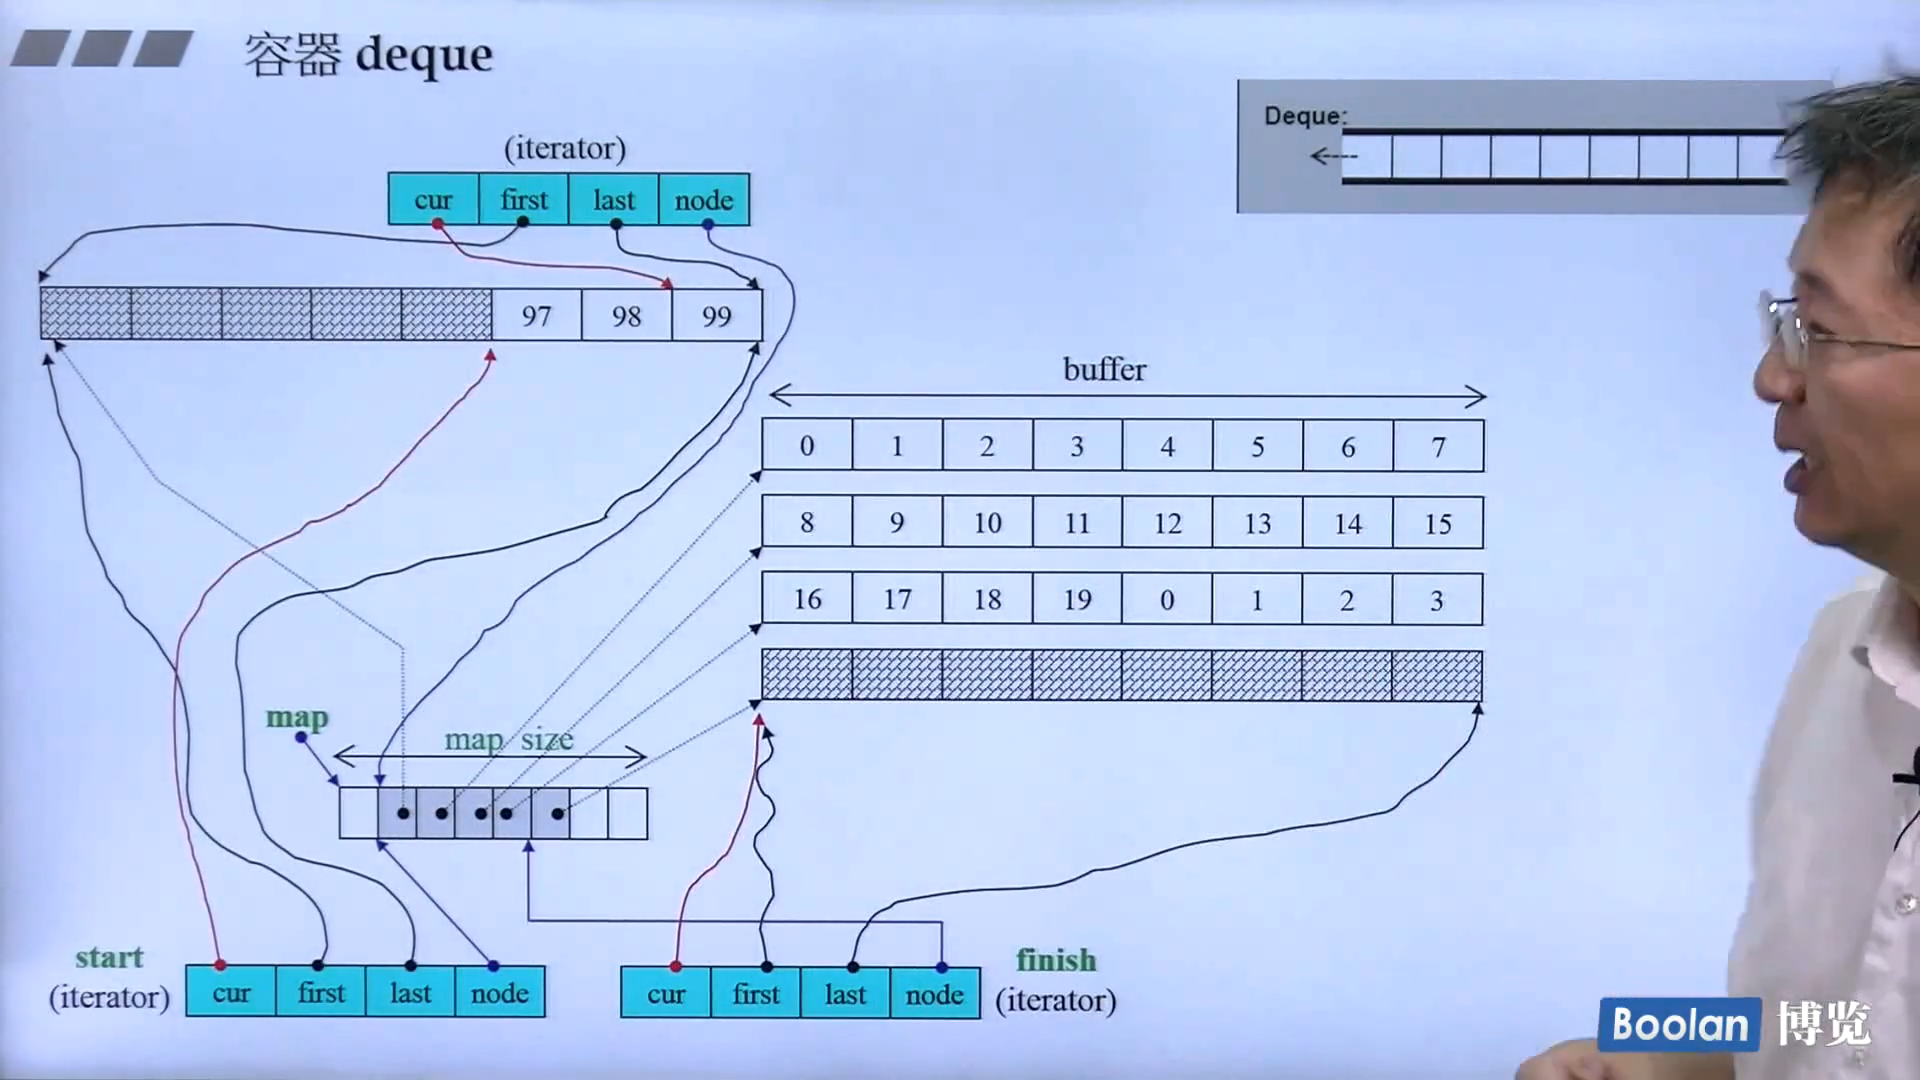 容器 deque
Deque:
(iterator)
cur first last node
97 98 99
buffer
0 1 2 3 4 5 6 7
8 9 10 11 12 13 14 15
16 17 18 19 0 1 2 3
map
map size
start
(iterator)
cur first last node
cur first last node
finish
(iterator)
Boolan 博览